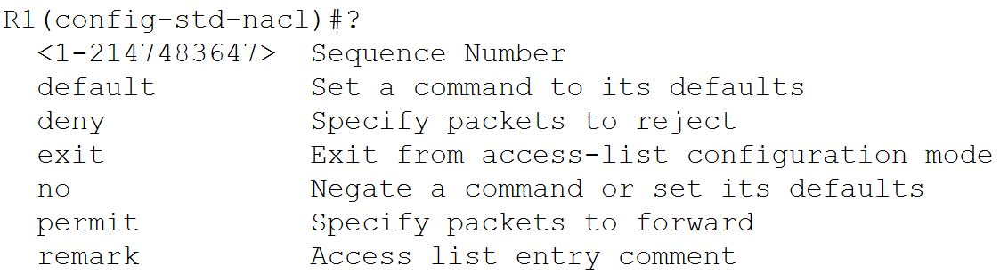 R1(config-std-nacl)#?
<1-2147483647> Sequence Number
default Set a command to its defaults
deny Specify packets to reject
exit Exit from access-list configuration mode
no Negate a command or set its defaults
permit Specify packets to forward
remark Access list entry comment